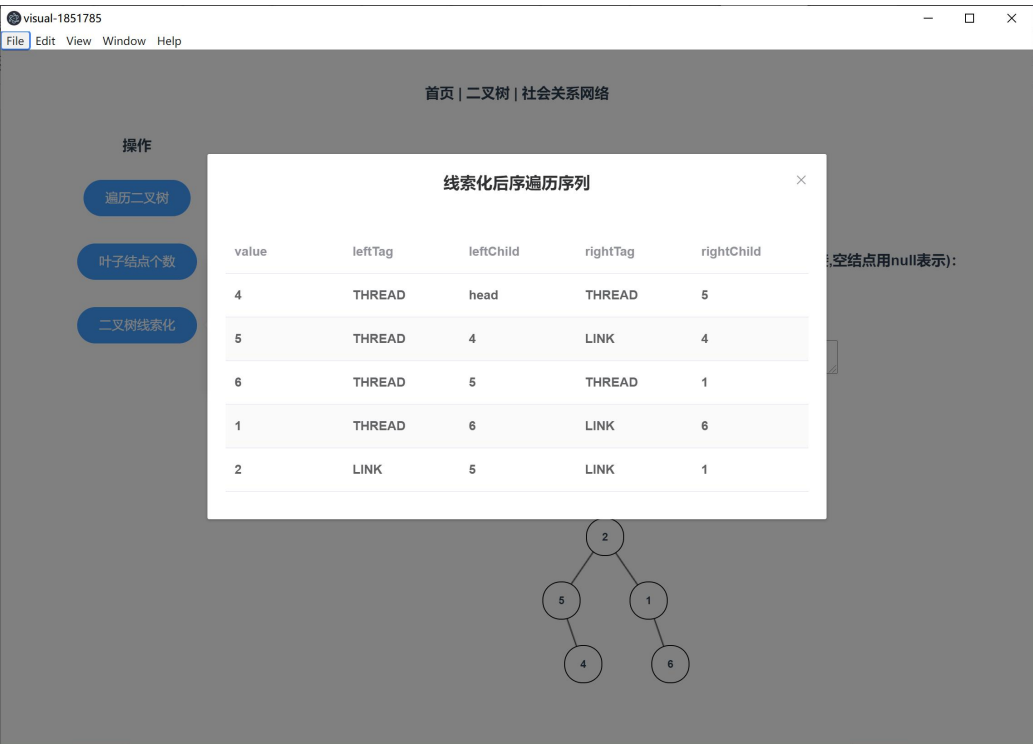 visual-1851785
File Edit View Window Help
首页 | 二叉树 | 社会关系网络
操作
遍历二叉树
叶子结点个数
二叉树线索化
,空结点用null表示):
线索化后序遍历序列
value leftTag leftChild rightTag rightChild
4 THREAD head THREAD 5
5 THREAD 4 LINK 4
6 THREAD 5 THREAD 1
1 THREAD 6 LINK 6
2 LINK 5 LINK 1
2
5 1
4 6